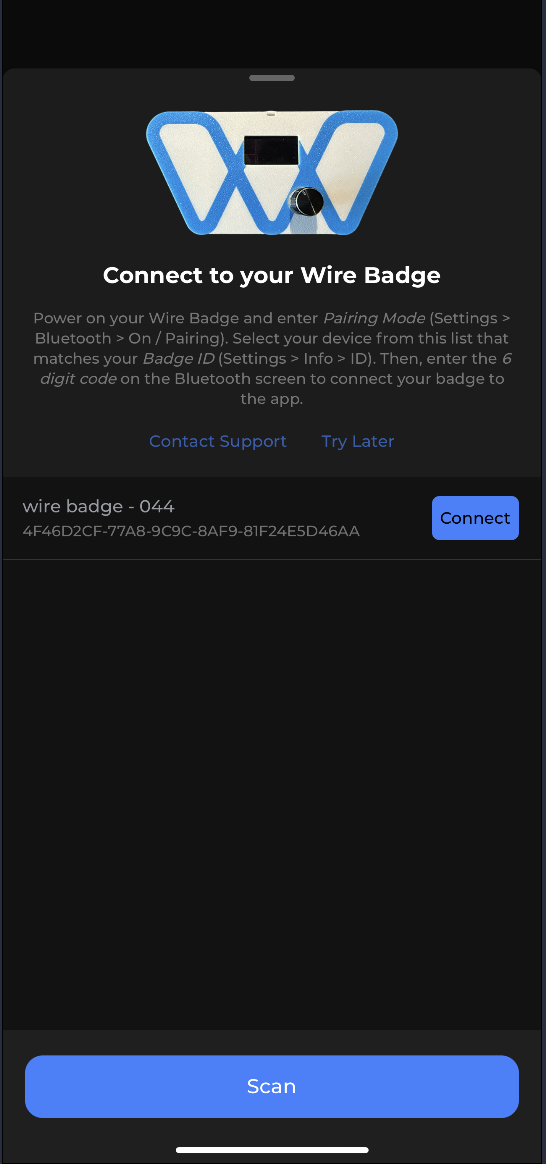 Connect to your Wire Badge
Power on your Wire Badge and enter Pairing Mode (Settings >
Bluetooth > On / Pairing). Select your device from this list that
matches your Badge ID (Settings > Info > ID). Then, enter the 6
digit code on the Bluetooth screen to connect your badge to
the app.
Contact Support Try Later
wire badge - 044
4F46D2CF-77A8-9C9C-8AF9-81F24E5D46AA
Connect
Scan